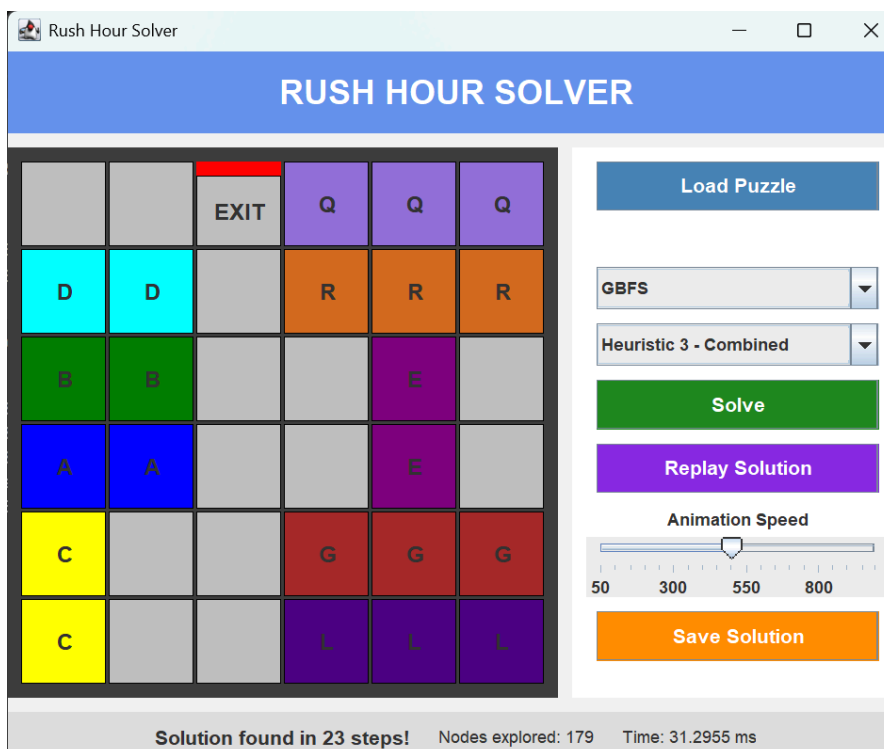 Rush Hour Solver
RUSH HOUR SOLVER
EXIT Q Q Q
D D R R R
B B E
A A E
C G G G
C L L L
Load Puzzle
GBFS
Heuristic 3 - Combined
Solve
Replay Solution
Animation Speed
50 300 550 800
Save Solution
Solution found in 23 steps! Nodes explored: 179 Time: 31.2955 ms